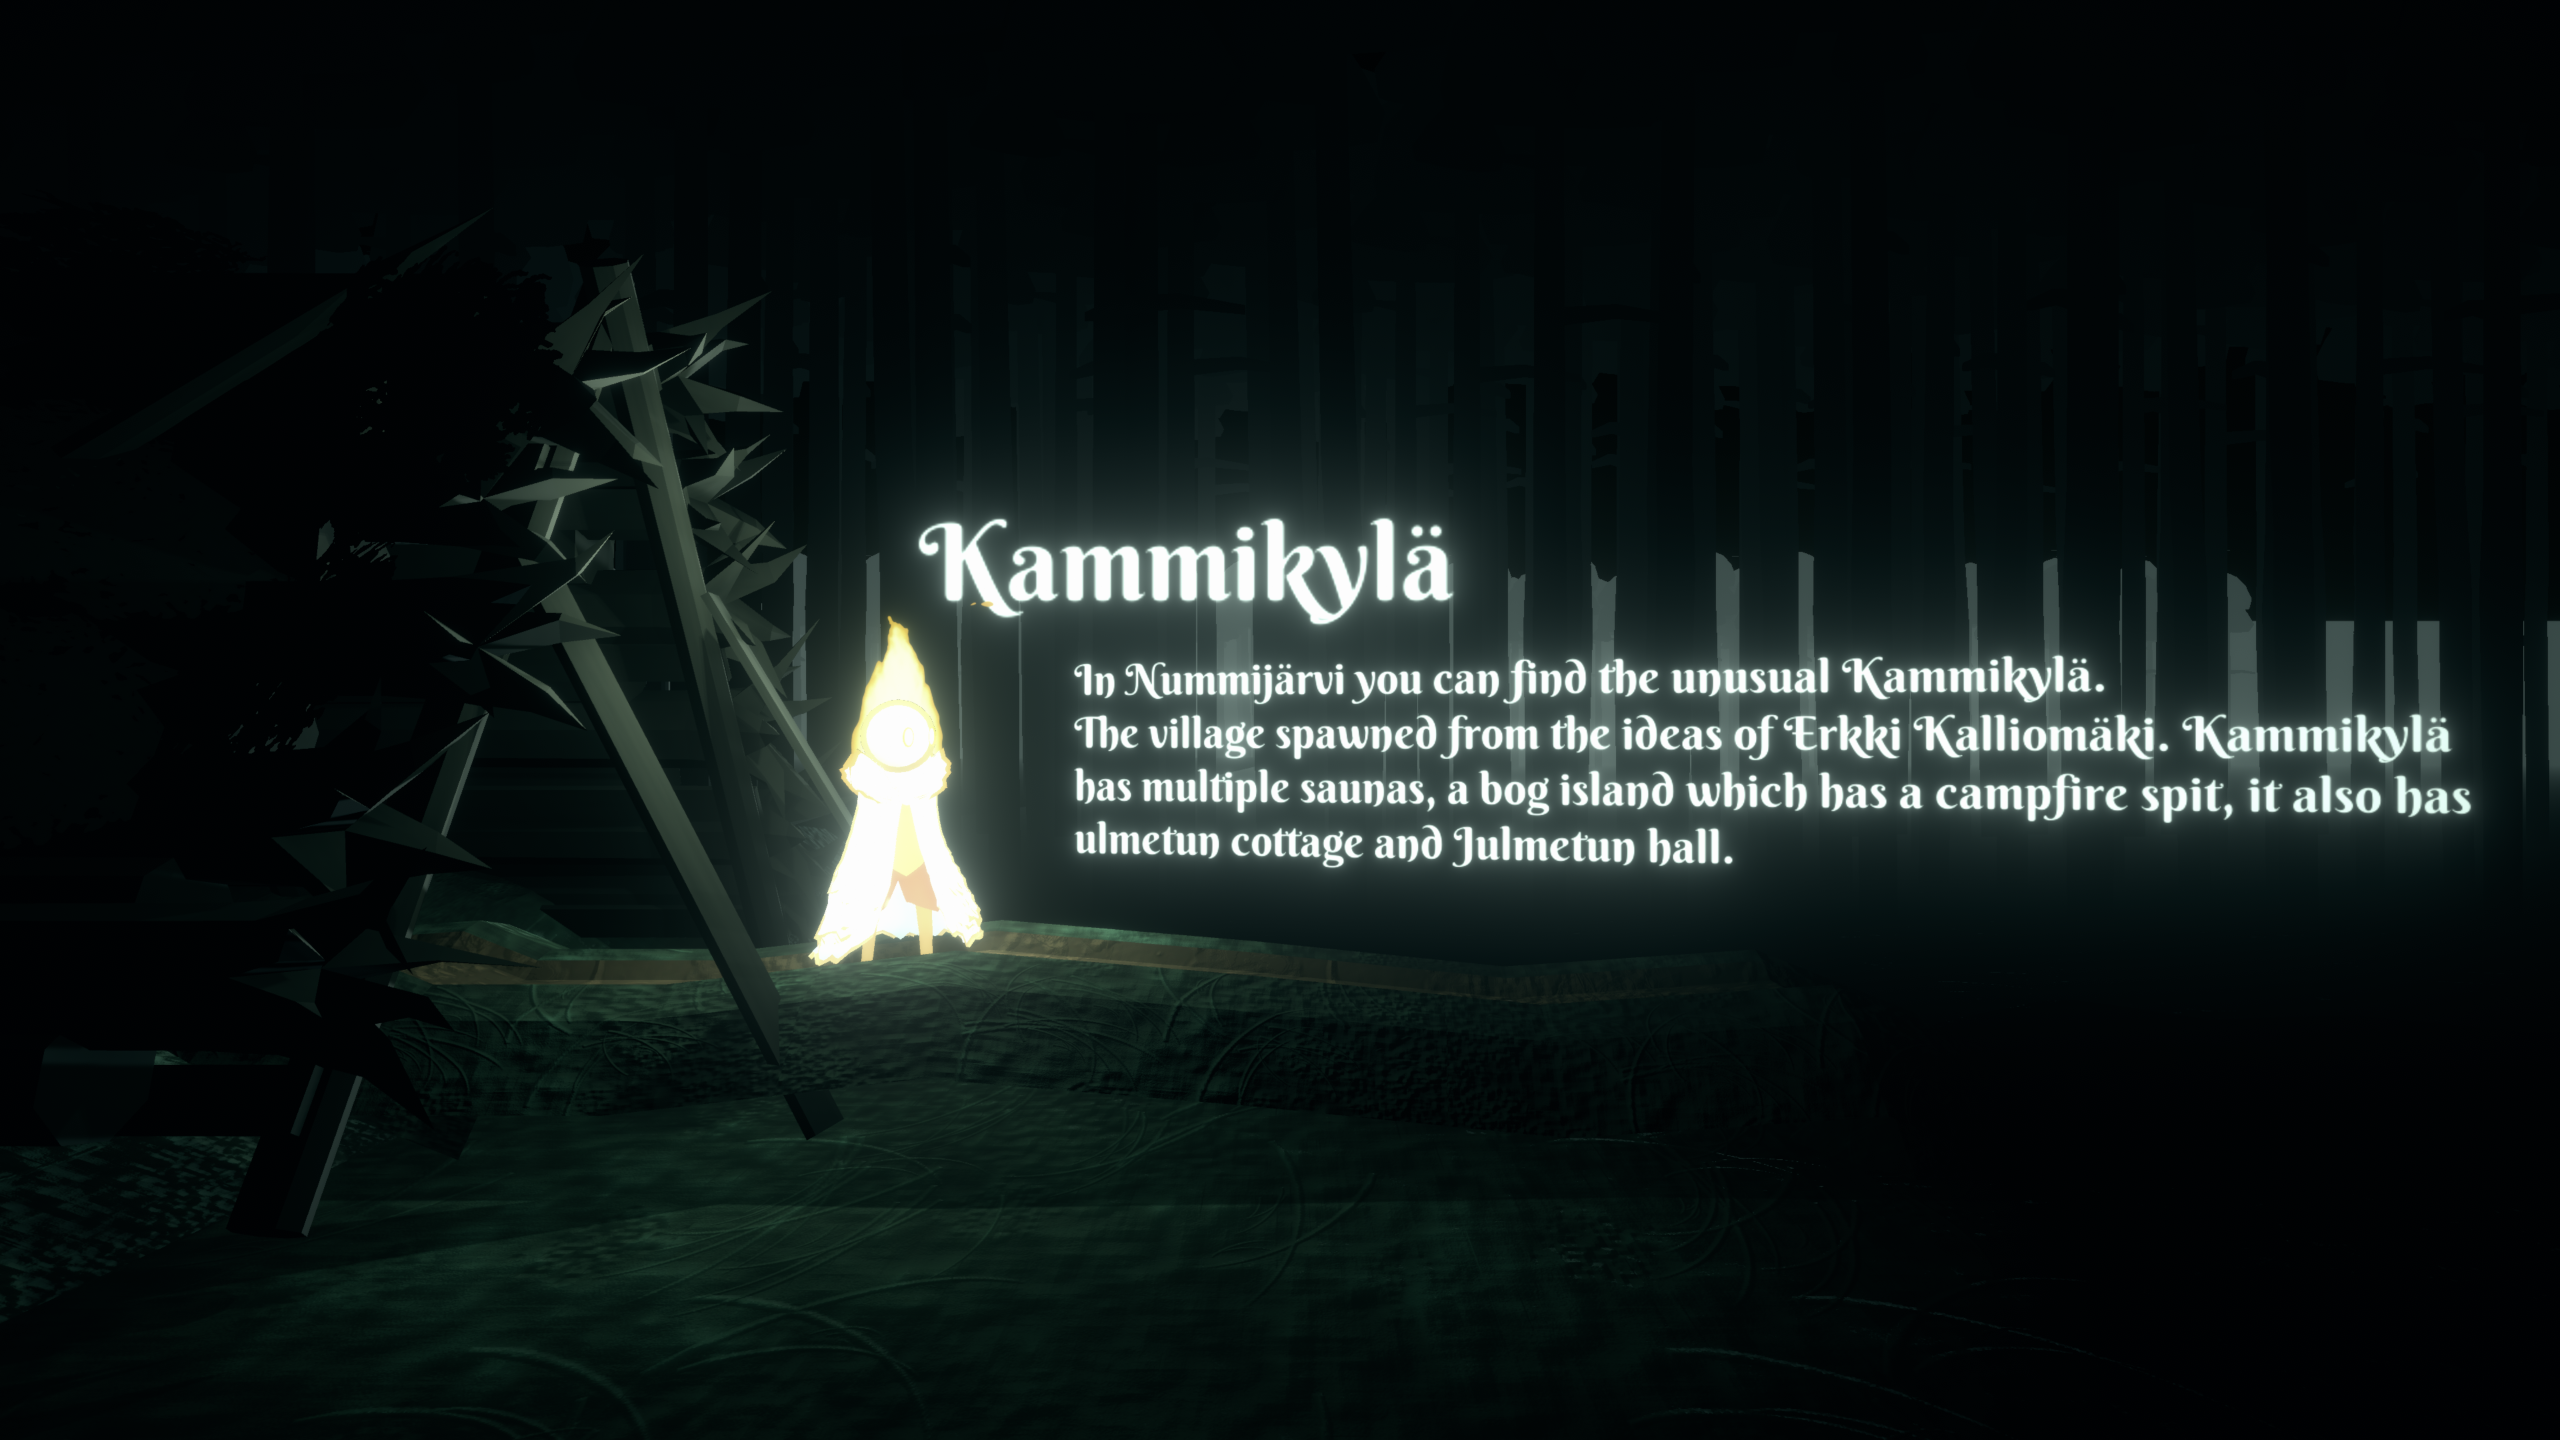 Kammikylä
In Nummijärvi you can find the unusual Kammikylä.
The village spawned from the ideas of Erkki Kalliomäki. Kammikylä
has multiple saunas, a bog island which has a campfire spit, it also has
ulmetun cottage and Julmetun hall.